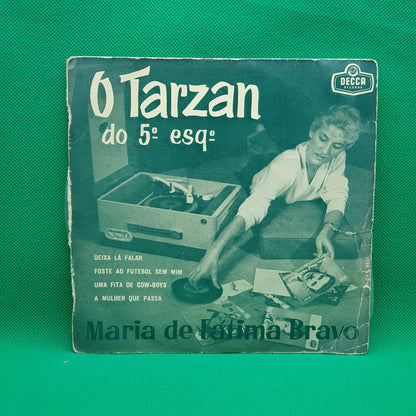 O Tarzan
do 5º esqº
DECCA
RECORDS
DEIXA LÁ FALAR
FOSTE AO FUTEBOL SEM MIM
UMA FITA DE COW-BOYS
A MULHER QUE PASSA
Maria de Fátima Bravo